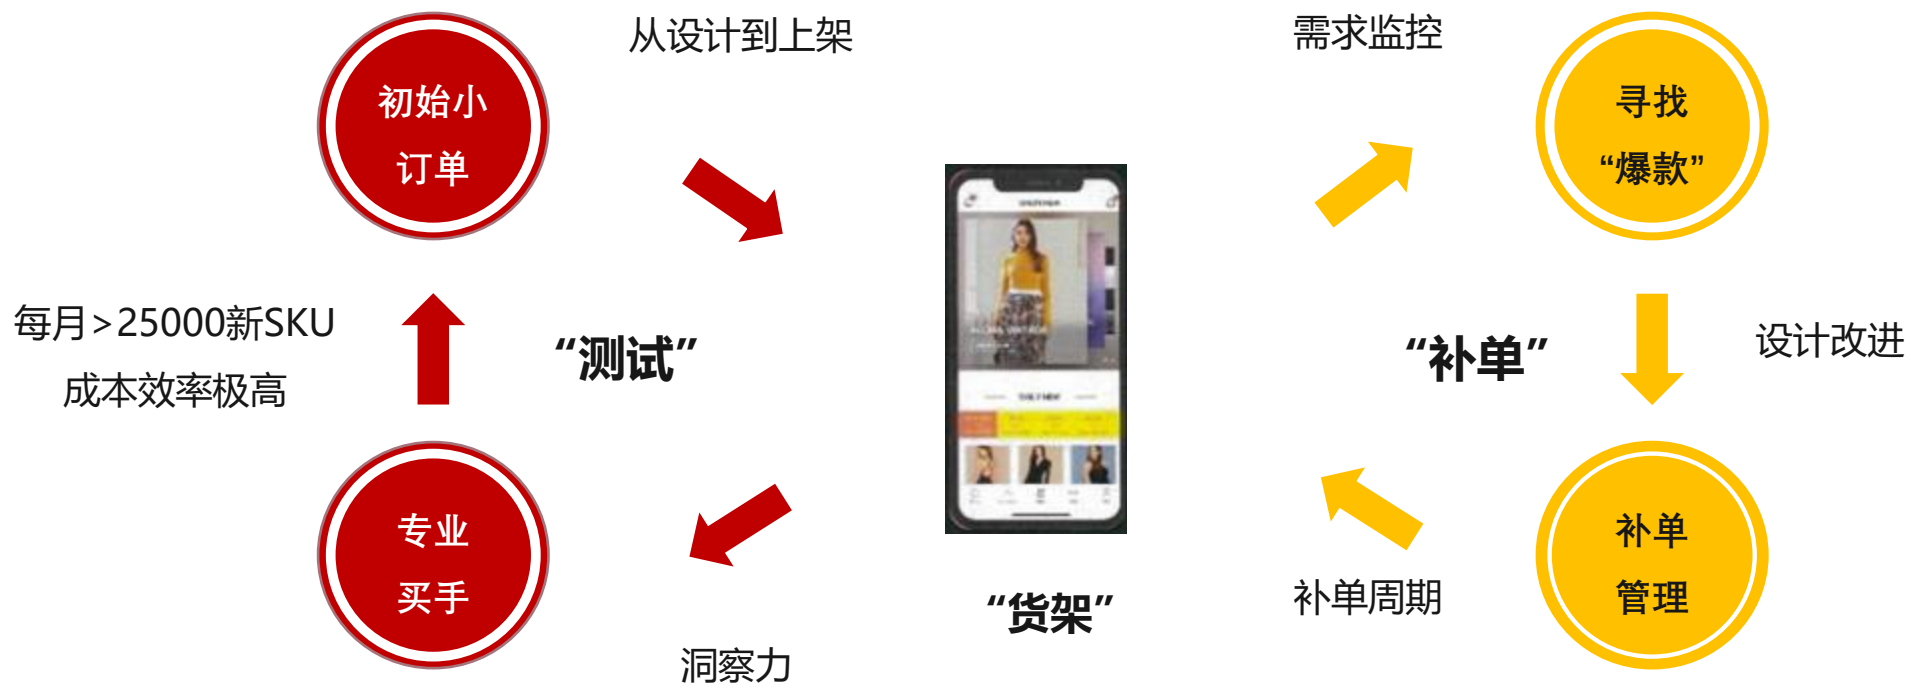 从设计到上架
需求监控
初始小
订单
寻找
“爆款”
每月>25000新SKU
成本效率极高
“测试”
“补单”
设计改进
专业
买手
补单
管理
“货架”
补单周期
洞察力